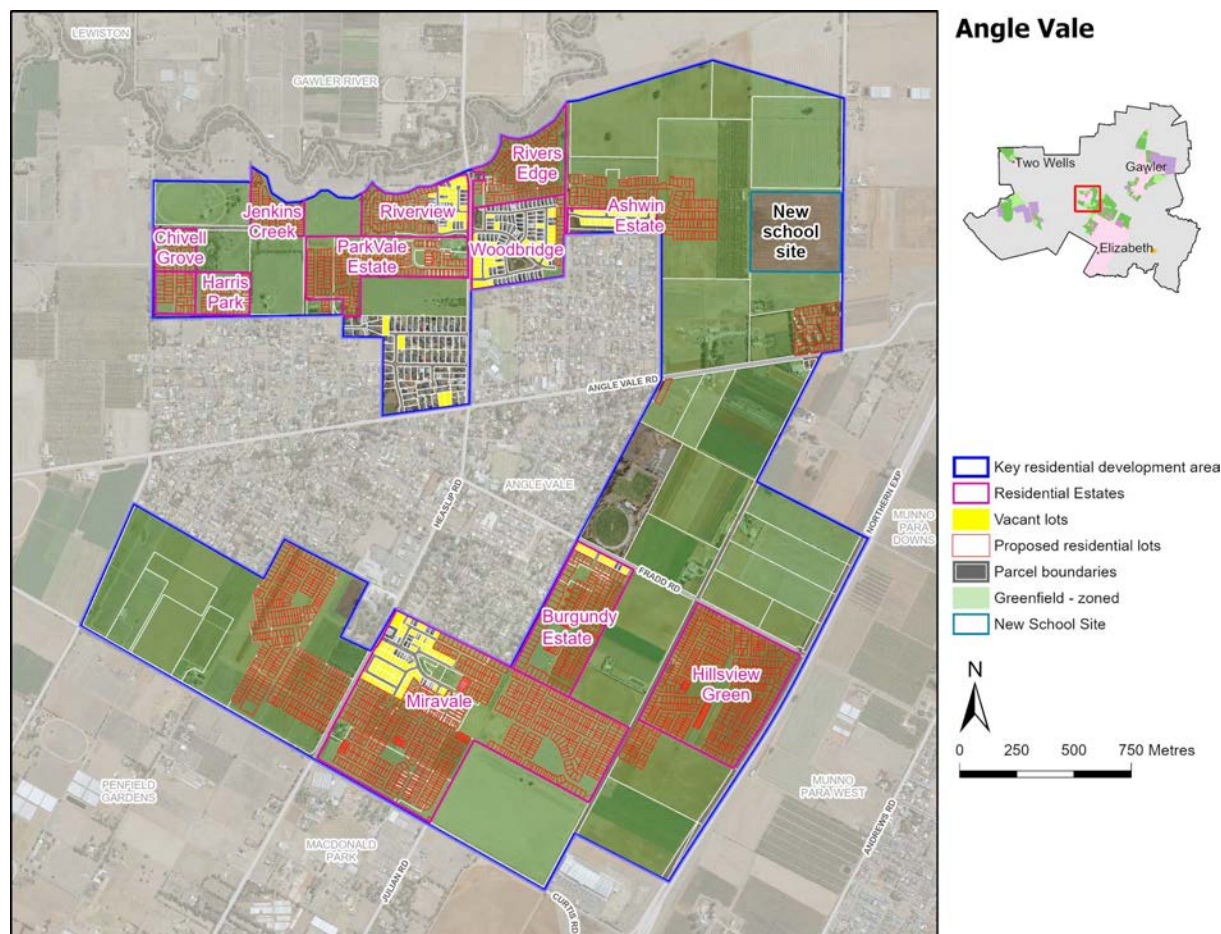 Angle Vale
LEWISTON
GAWLER RIVER
Two Wells
Gawler
Elizabeth
Rivers
Edge
Jenkins
Creek
Riverview
Ashwin
Estate
New
school
site
Chivell
Grove
ParkVale
Estate
Woodbridge
Harris
Park
ANGLE VALE RD
HEASLIP RD
ANGLE VALE
NORTHERN EXP
MUNNO
PARA
DOWNS
FRADD RD
Burgundy
Estate
Hillsview
Green
Miravale
PENFIELD
GARDENS
MACDONALD
PARK
JULIAN RD
CURTIS RD
MUNNO
PARA WEST
ANDREWS RD
Key residential development area
Residential Estates
Vacant lots
Proposed residential lots
Parcel boundaries
Greenfield - zoned
New School Site
N
0 250 500 750 Metres